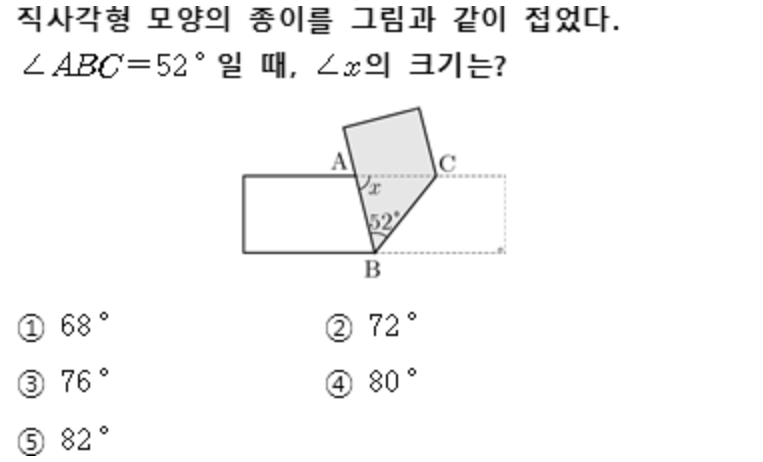 직사각형 모양의 종이를 그림과 같이 접었다.
∠ABC=52°일 때, ∠x의 크기는?
A C
x
52°
B
① 68° ② 72°
③ 76° ④ 80°
⑤ 82°